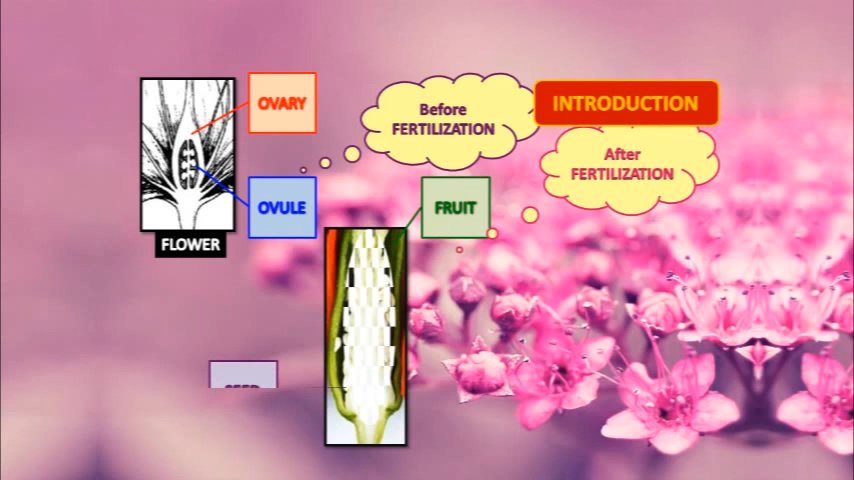 INTRODUCTION
OVARY
Before
FERTILIZATION
After
FERTILIZATION
OVULE
FRUIT
FLOWER